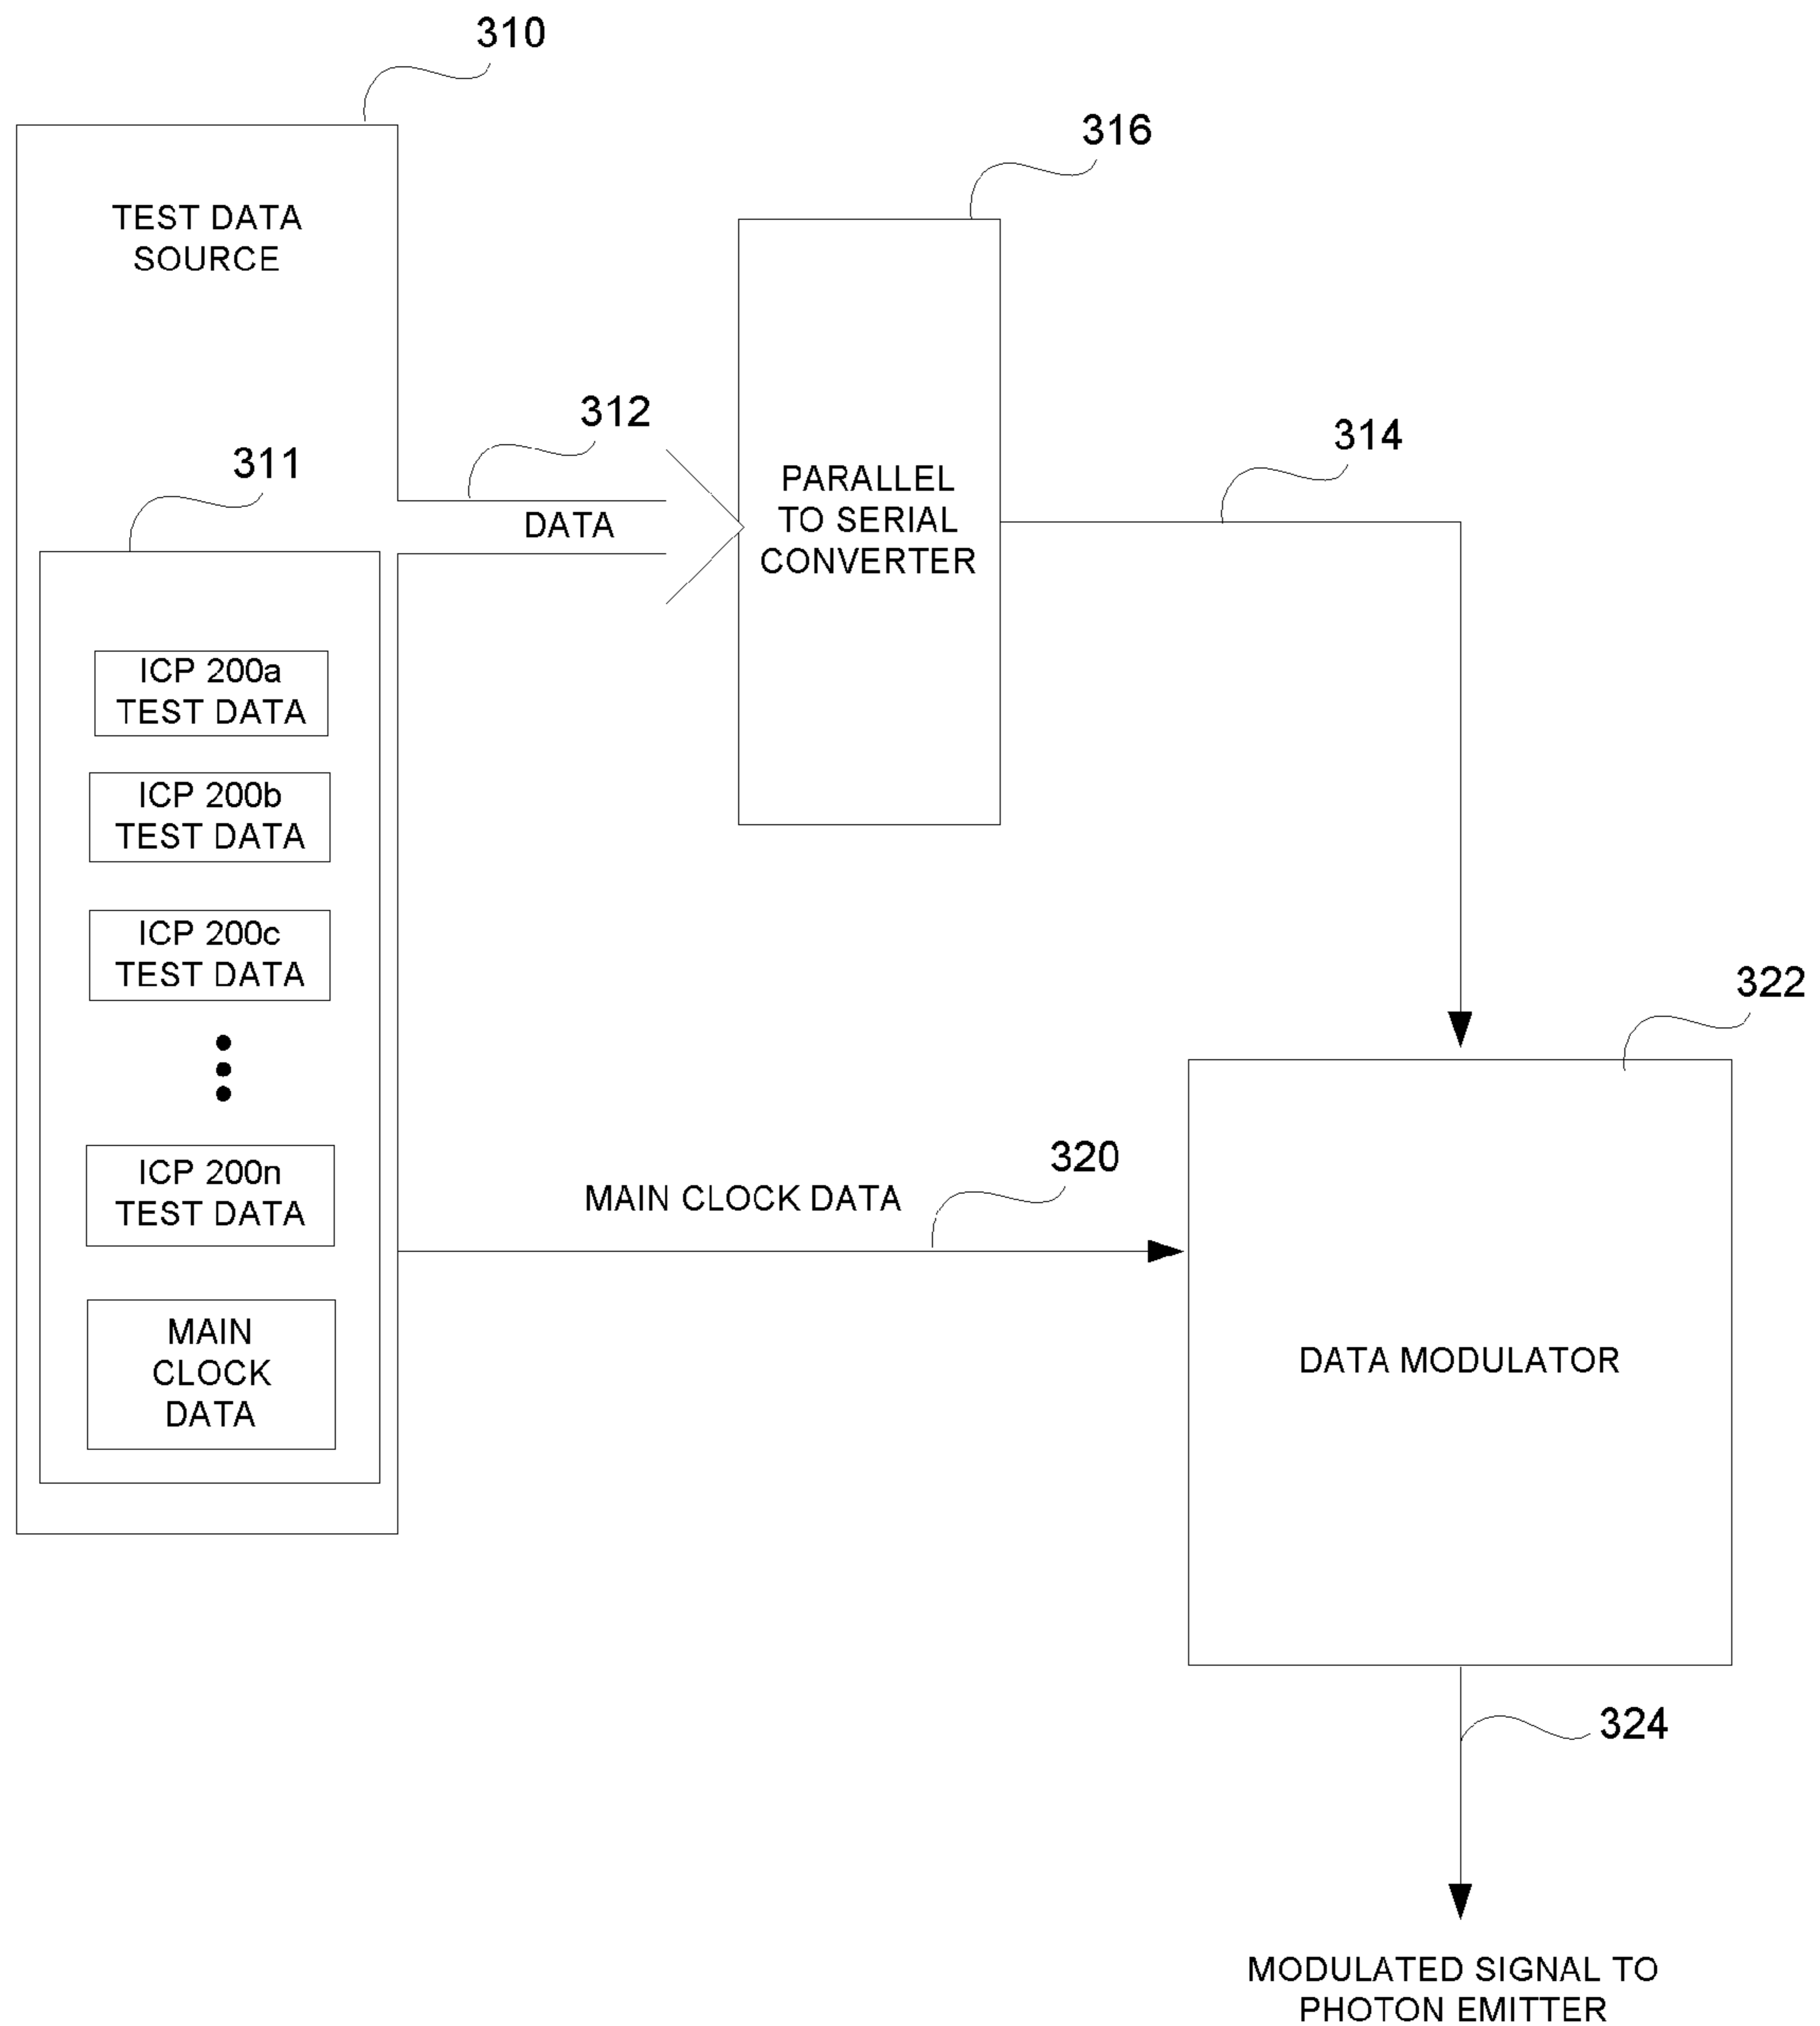 310
316
TEST DATA
SOURCE
312
314
311
DATA
PARALLEL
TO SERIAL
CONVERTER
ICP 200a
TEST DATA
ICP 200b
TEST DATA
ICP 200c
TEST DATA
322
320
MAIN CLOCK DATA
ICP 200n
TEST DATA
MAIN
CLOCK
DATA
DATA MODULATOR
324
MODULATED SIGNAL TO
PHOTON EMITTER